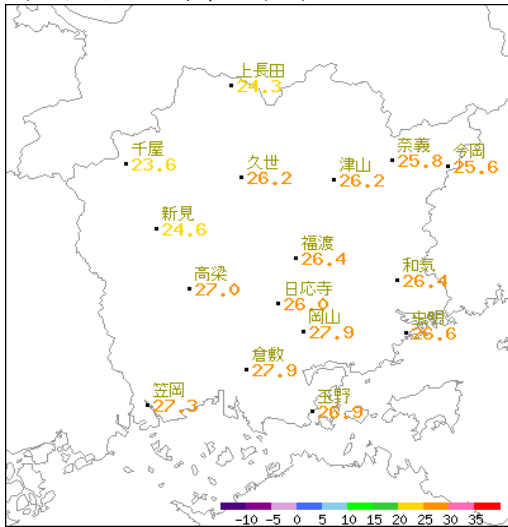 上長田
24.3
千屋
23.6
久世
26.2
津山
26.2
奈義
25.8
今岡
25.6
新見
24.6
福渡
26.4
和気
26.4
高梁
27.0
日応寺
26.0
岡山
27.9
虫明
26.6
倉敷
27.9
笠岡
27.3
玉野
26.9
-10 -5 0 5 10 15 20 25 30 35